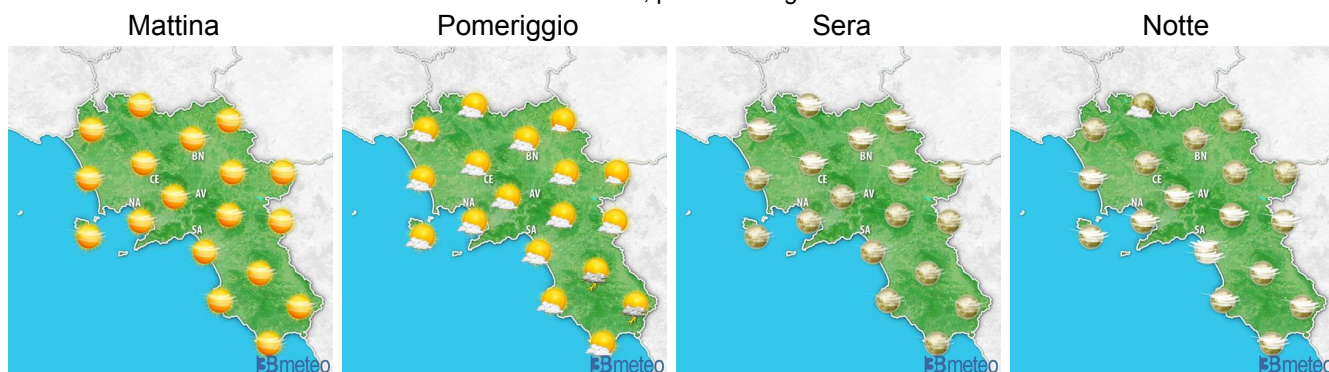 Mattina Pomeriggio Sera Notte
BN
CE
AV
NA
SA
3Bmeteo
BN
CE
AV
NA
SA
3Bmeteo
BN
CE
AV
NA
SA
3Bmeteo
BN
CE
AV
NA
SA
3Bmeteo